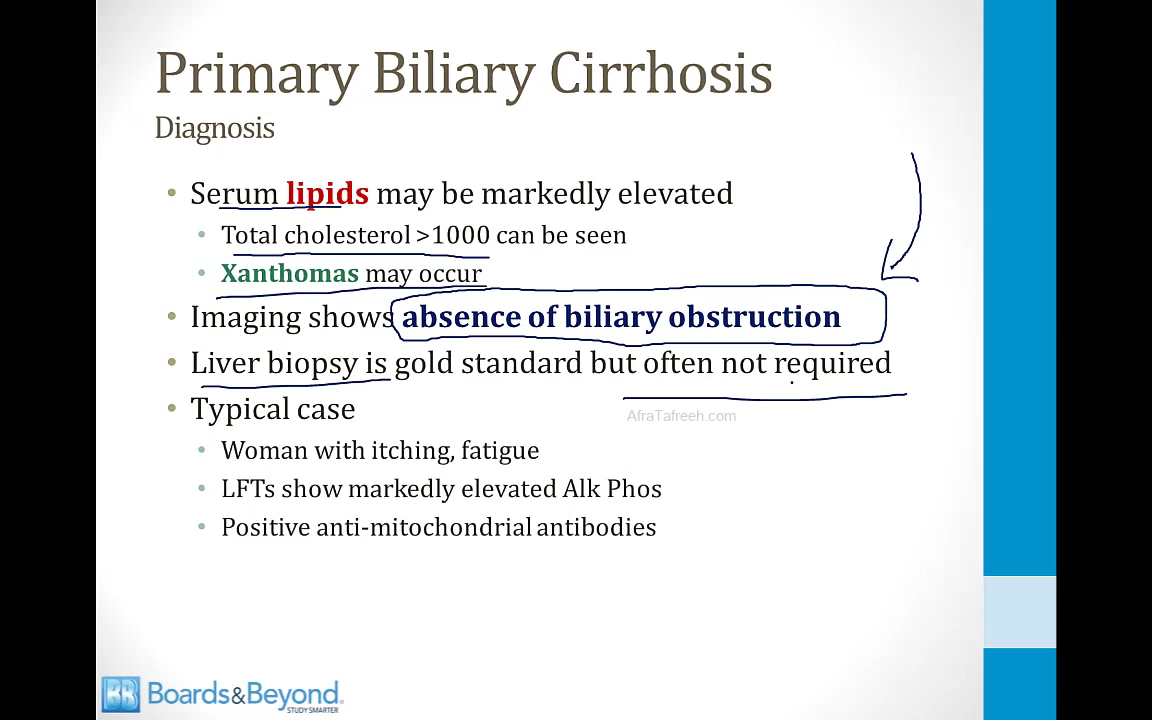 Primary Biliary Cirrhosis
Diagnosis
• Serum lipids may be markedly elevated
• Total cholesterol >1000 can be seen
• Xanthomas may occur
• Imaging shows absence of biliary obstruction
• Liver biopsy is gold standard but often not required
• Typical case
AfraTafreeh.com
• Woman with itching, fatigue
• LFTs show markedly elevated Alk Phos
• Positive anti-mitochondrial antibodies
BB Boards&Beyond.
STUDY SMARTER